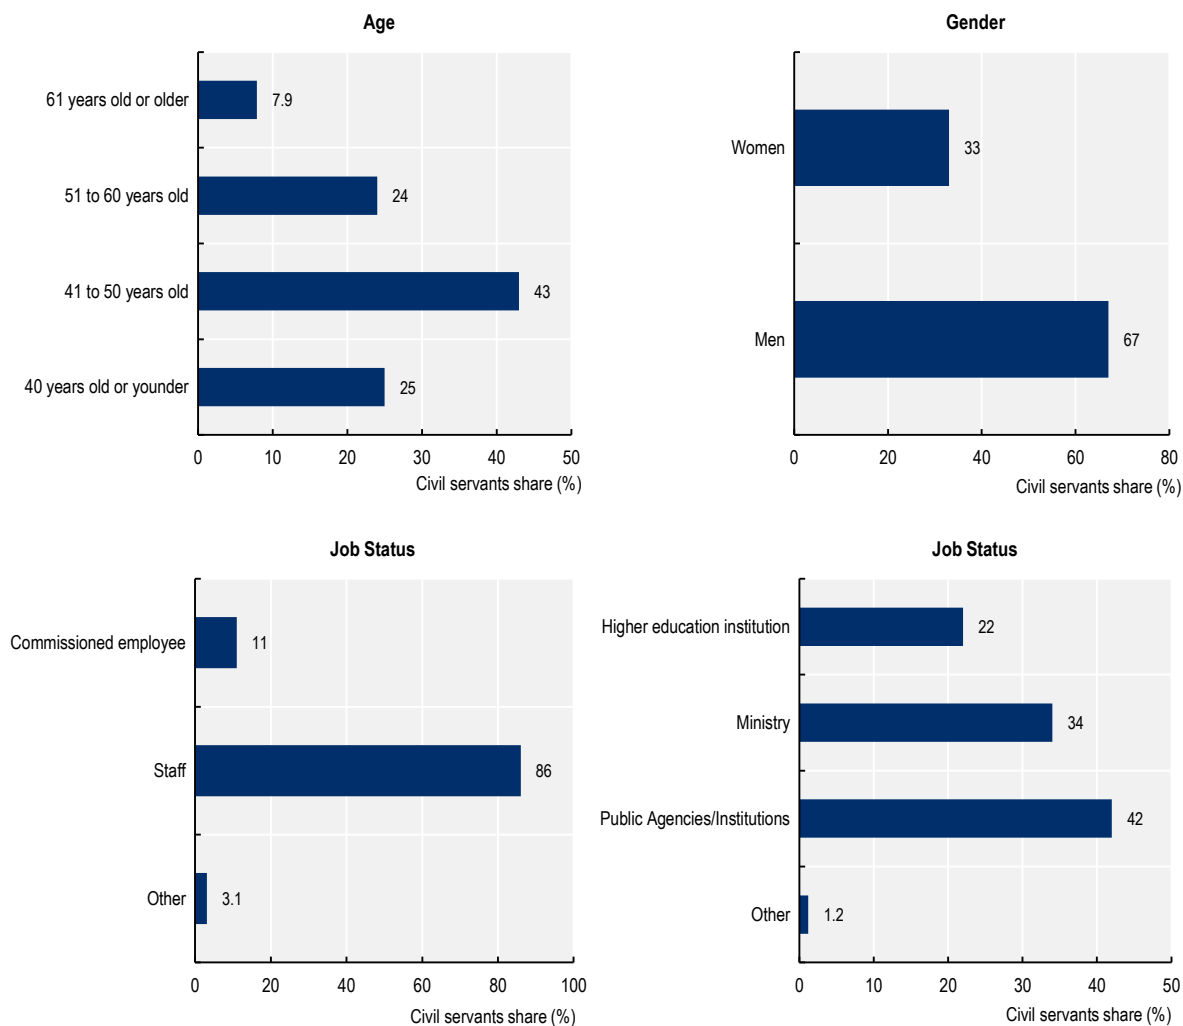 Age
61 years old or older
7.9
51 to 60 years old
24
41 to 50 years old
43
40 years old or younder
25
0 10 20 30 40 50
Civil servants share (%)
Gender
Women
33
Men
67
0 20 40 60 80
Civil servants share (%)
Job Status
Commissioned employee
11
Staff
86
Other
3.1
0 20 40 60 80 100
Civil servants share (%)
Job Status
Higher education institution
22
Ministry
34
Public Agencies/Institutions
42
Other
1.2
0 10 20 30 40 50
Civil servants share (%)